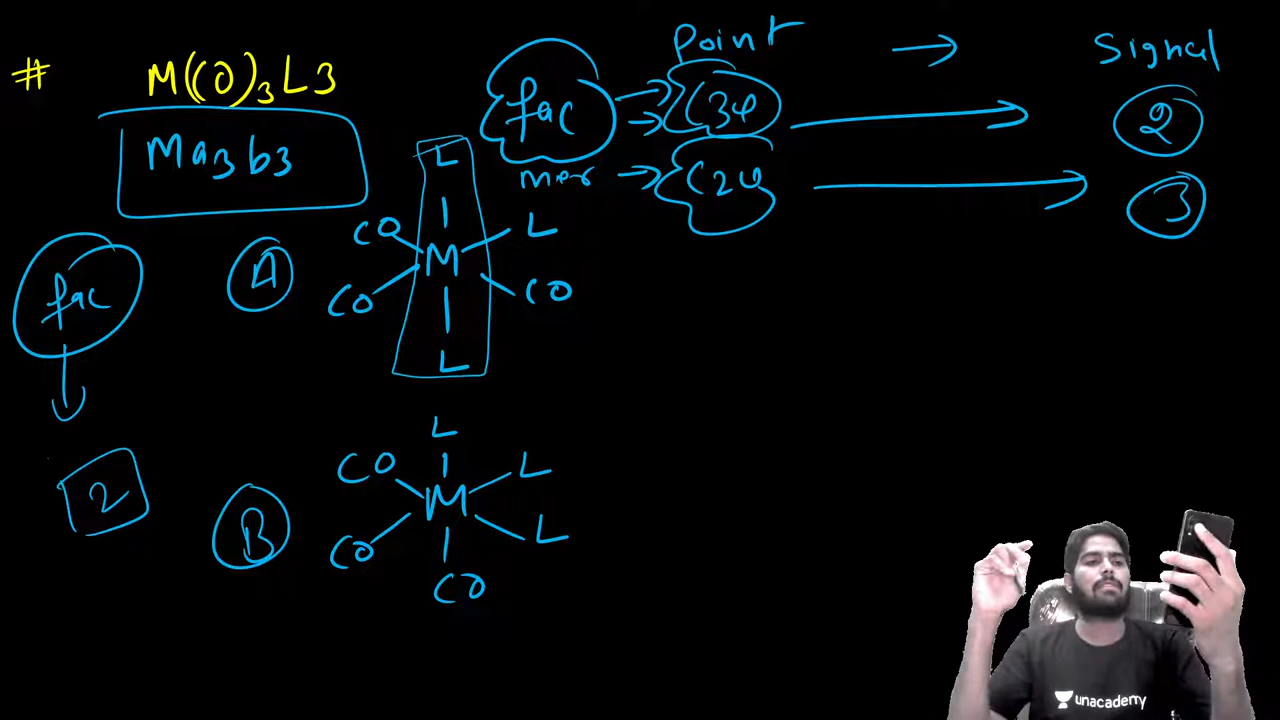 # M(CO)3L3
Ma3b3
fac
2
Point → Signal
fac → C3v → 2
mer → C2v → 3
A
L
CO L
M
CO CO
L
B
L
CO L
M
CO L
CO
unacademy